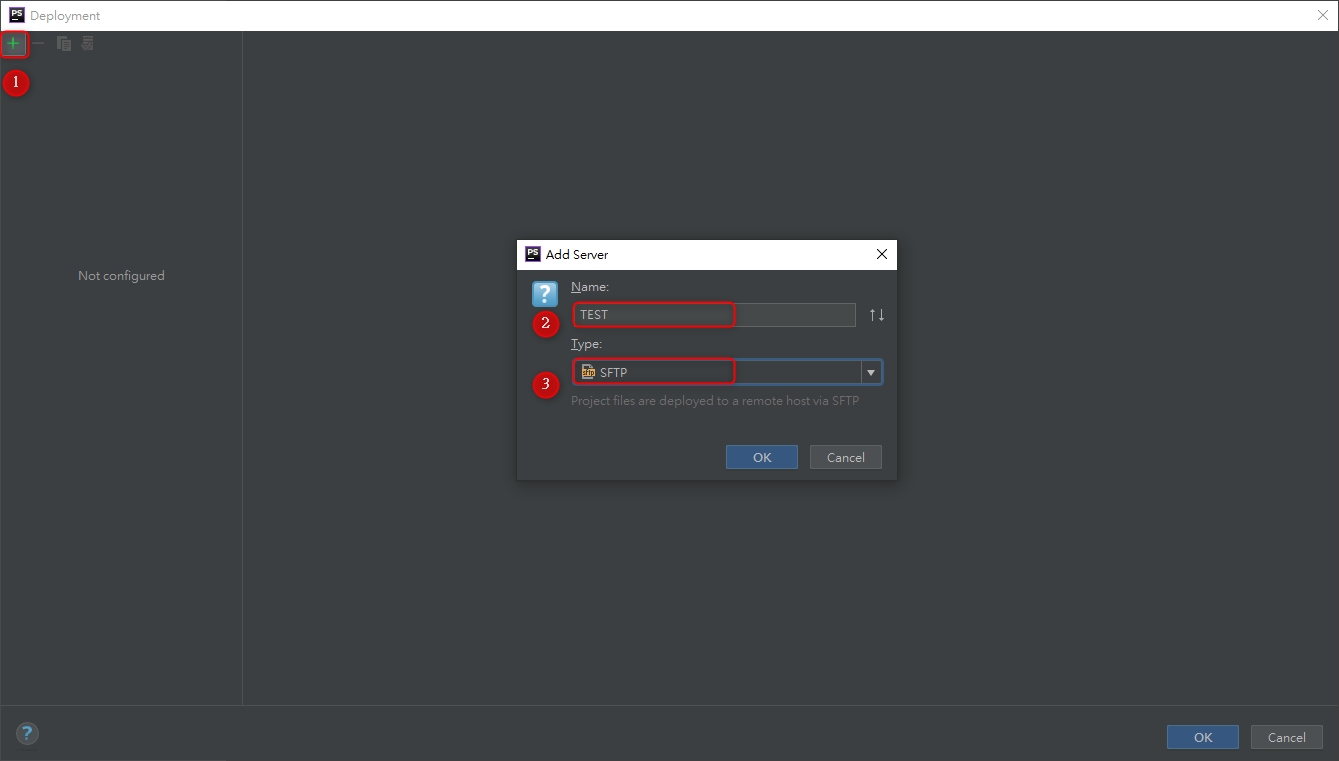 PS Deployment
1
Not configured
PS Add Server
?
Name:
2
TEST
Type:
3
sftp SFTP
Project files are deployed to a remote host via SFTP
OK Cancel
?
OK Cancel